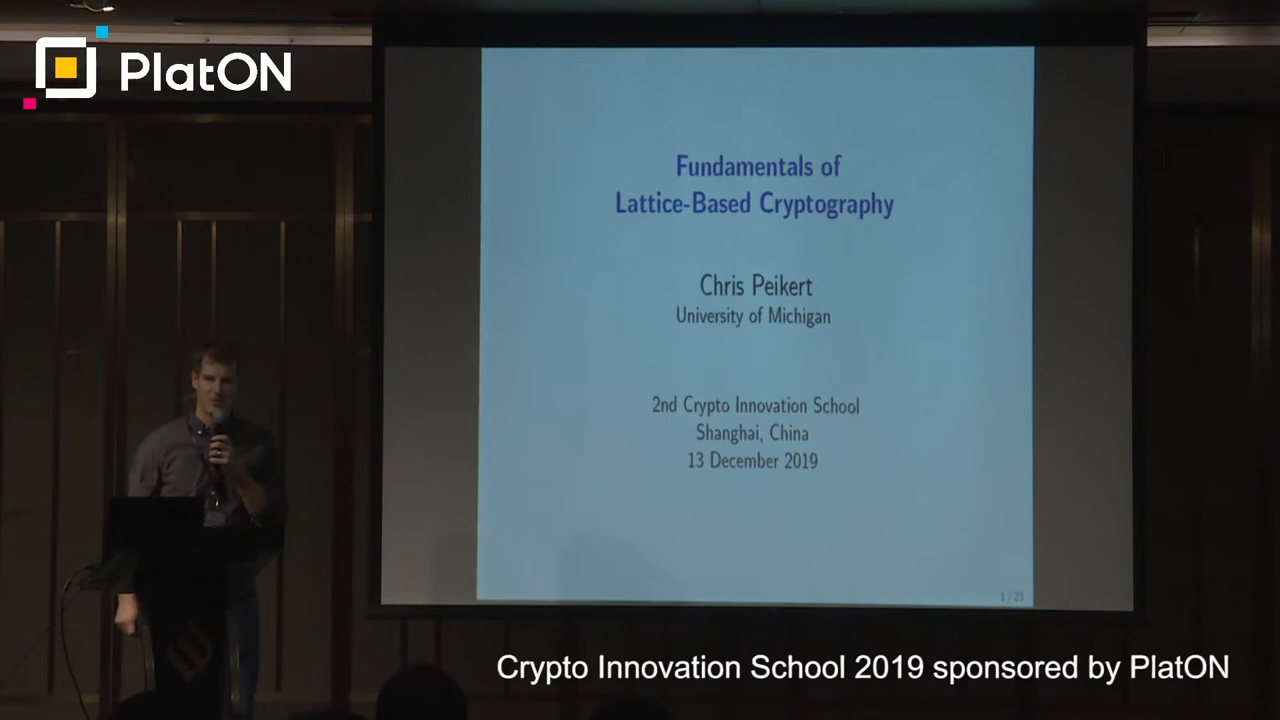 PlatON
Fundamentals of
Lattice-Based Cryptography
Chris Peikert
University of Michigan
2nd Crypto Innovation School
Shanghai, China
13 December 2019
1 / 23
Crypto Innovation School 2019 sponsored by PlatON